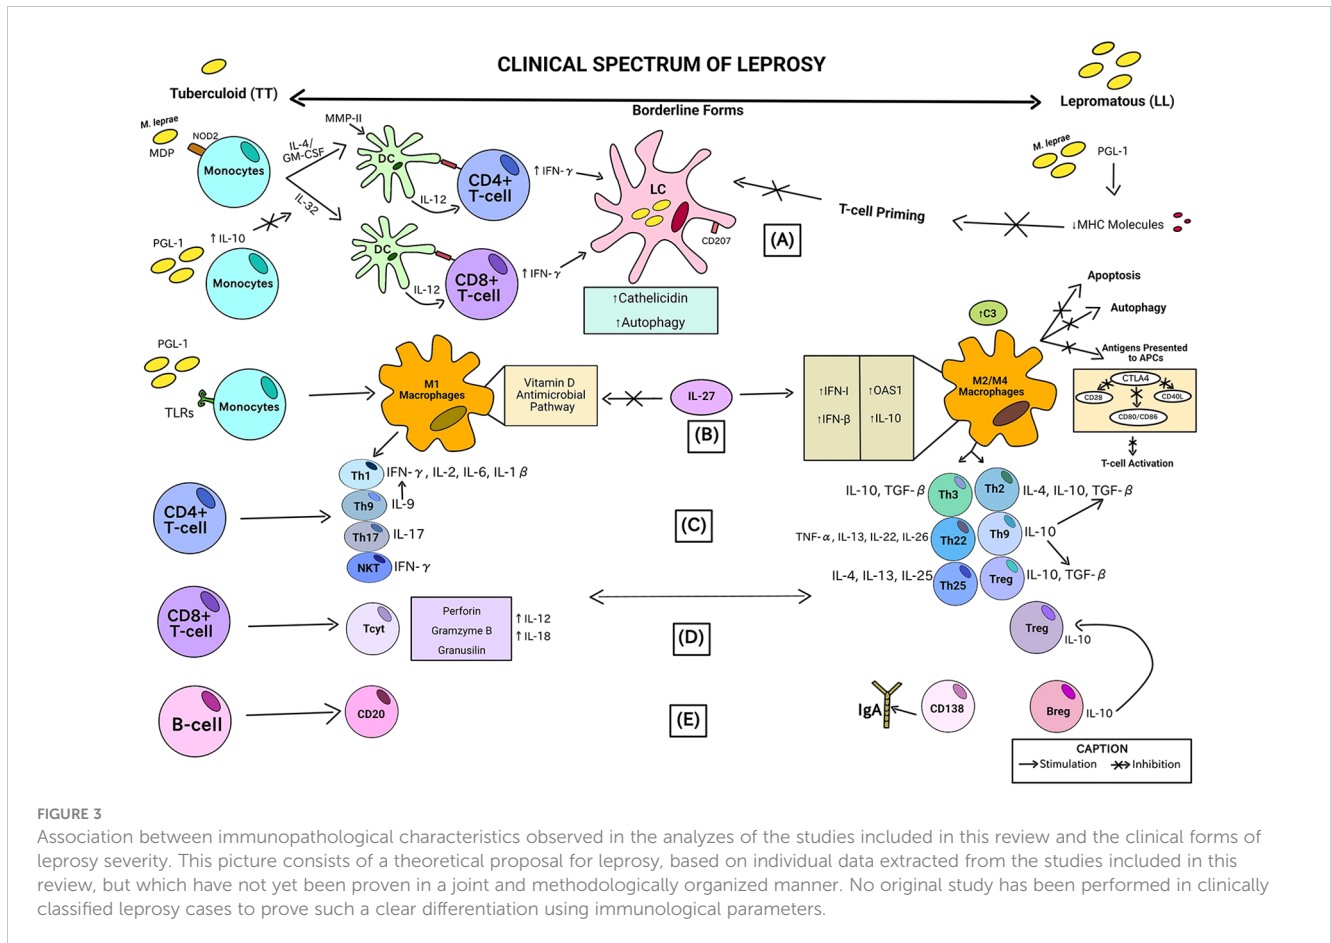 CLINICAL SPECTRUM OF LEPROSY
Tuberculoid (TT)
Lepromatous (LL)
Borderline Forms
M. leprae
MDP
NOD2
Monocytes
IL-4/
GM-CSF
IL-32
MMP-II
DC
IL-12
CD4+
T-cell
↑ IFN-γ
LC
CD207
T-cell Priming
M. leprae
PGL-1
↓MHC Molecules
(A)
PGL-1
↑ IL-10
Monocytes
DC
IL-12
CD8+
T-cell
↑ IFN-γ
↑Cathelicidin
↑Autophagy
PGL-1
TLRs
Monocytes
M1
Macrophages
Vitamin D
Antimicrobial
Pathway
IL-27
(B)
↑IFN-I
↑OAS1
↑IFN-β
↑IL-10
↑C3
M2/M4
Macrophages
Apoptosis
Autophagy
Antigens Presented
to APCs
CTLA4
CD28
CD40L
CD80/CD86
T-cell Activation
CD4+
T-cell
Th1
IFN-γ, IL-2, IL-6, IL-1 β
Th9
IL-9
Th17
IL-17
NKT
IFN-γ
(C)
IL-10, TGF-β
Th3
Th2
IL-4, IL-10, TGF-β
TNF-α, IL-13, IL-22, IL-26
Th22
Th9
IL-10
IL-4, IL-13, IL-25
Th25
Treg
IL-10, TGF-β
CD8+
T-cell
Tcyt
Perforin
Gramzyme B
Granusilin
↑ IL-12
↑ IL-18
(D)
Treg
IL-10
B-cell
CD20
(E)
IgA
CD138
Breg
IL-10
CAPTION
Stimulation
Inhibition
FIGURE 3
Association between immunopathological characteristics observed in the analyzes of the studies included in this review and the clinical forms of
leprosy severity. This picture consists of a theoretical proposal for leprosy, based on individual data extracted from the studies included in this
review, but which have not yet been proven in a joint and methodologically organized manner. No original study has been performed in clinically
classified leprosy cases to prove such a clear differentiation using immunological parameters.